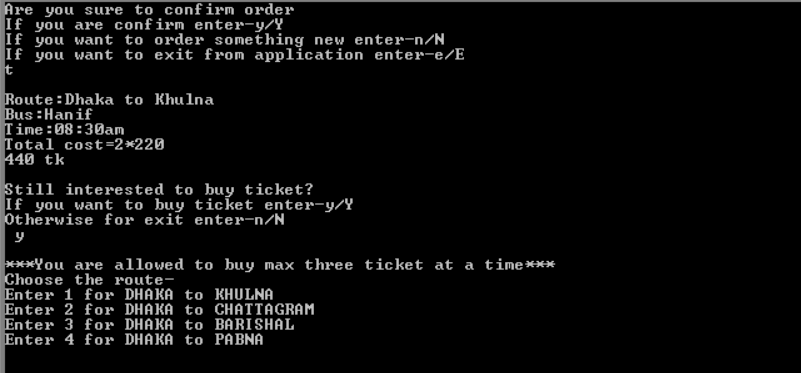 Are you sure to confirm order
If you are confirm enter-y/Y
If you want to order something new enter-n/N
If you want to exit from application enter-e/E
t
Route:Dhaka to Khulna
Bus:Hanif
Time:08:30am
Total cost=2*220
440 tk
Still interested to buy ticket?
If you want to buy ticket enter-y/Y
Otherwise for exit enter-n/N
y
***You are allowed to buy max three ticket at a time***
Choose the route-
Enter 1 for DHAKA to KHULNA
Enter 2 for DHAKA to CHATTAGRAM
Enter 3 for DHAKA to BARISHAL
Enter 4 for DHAKA to PABNA